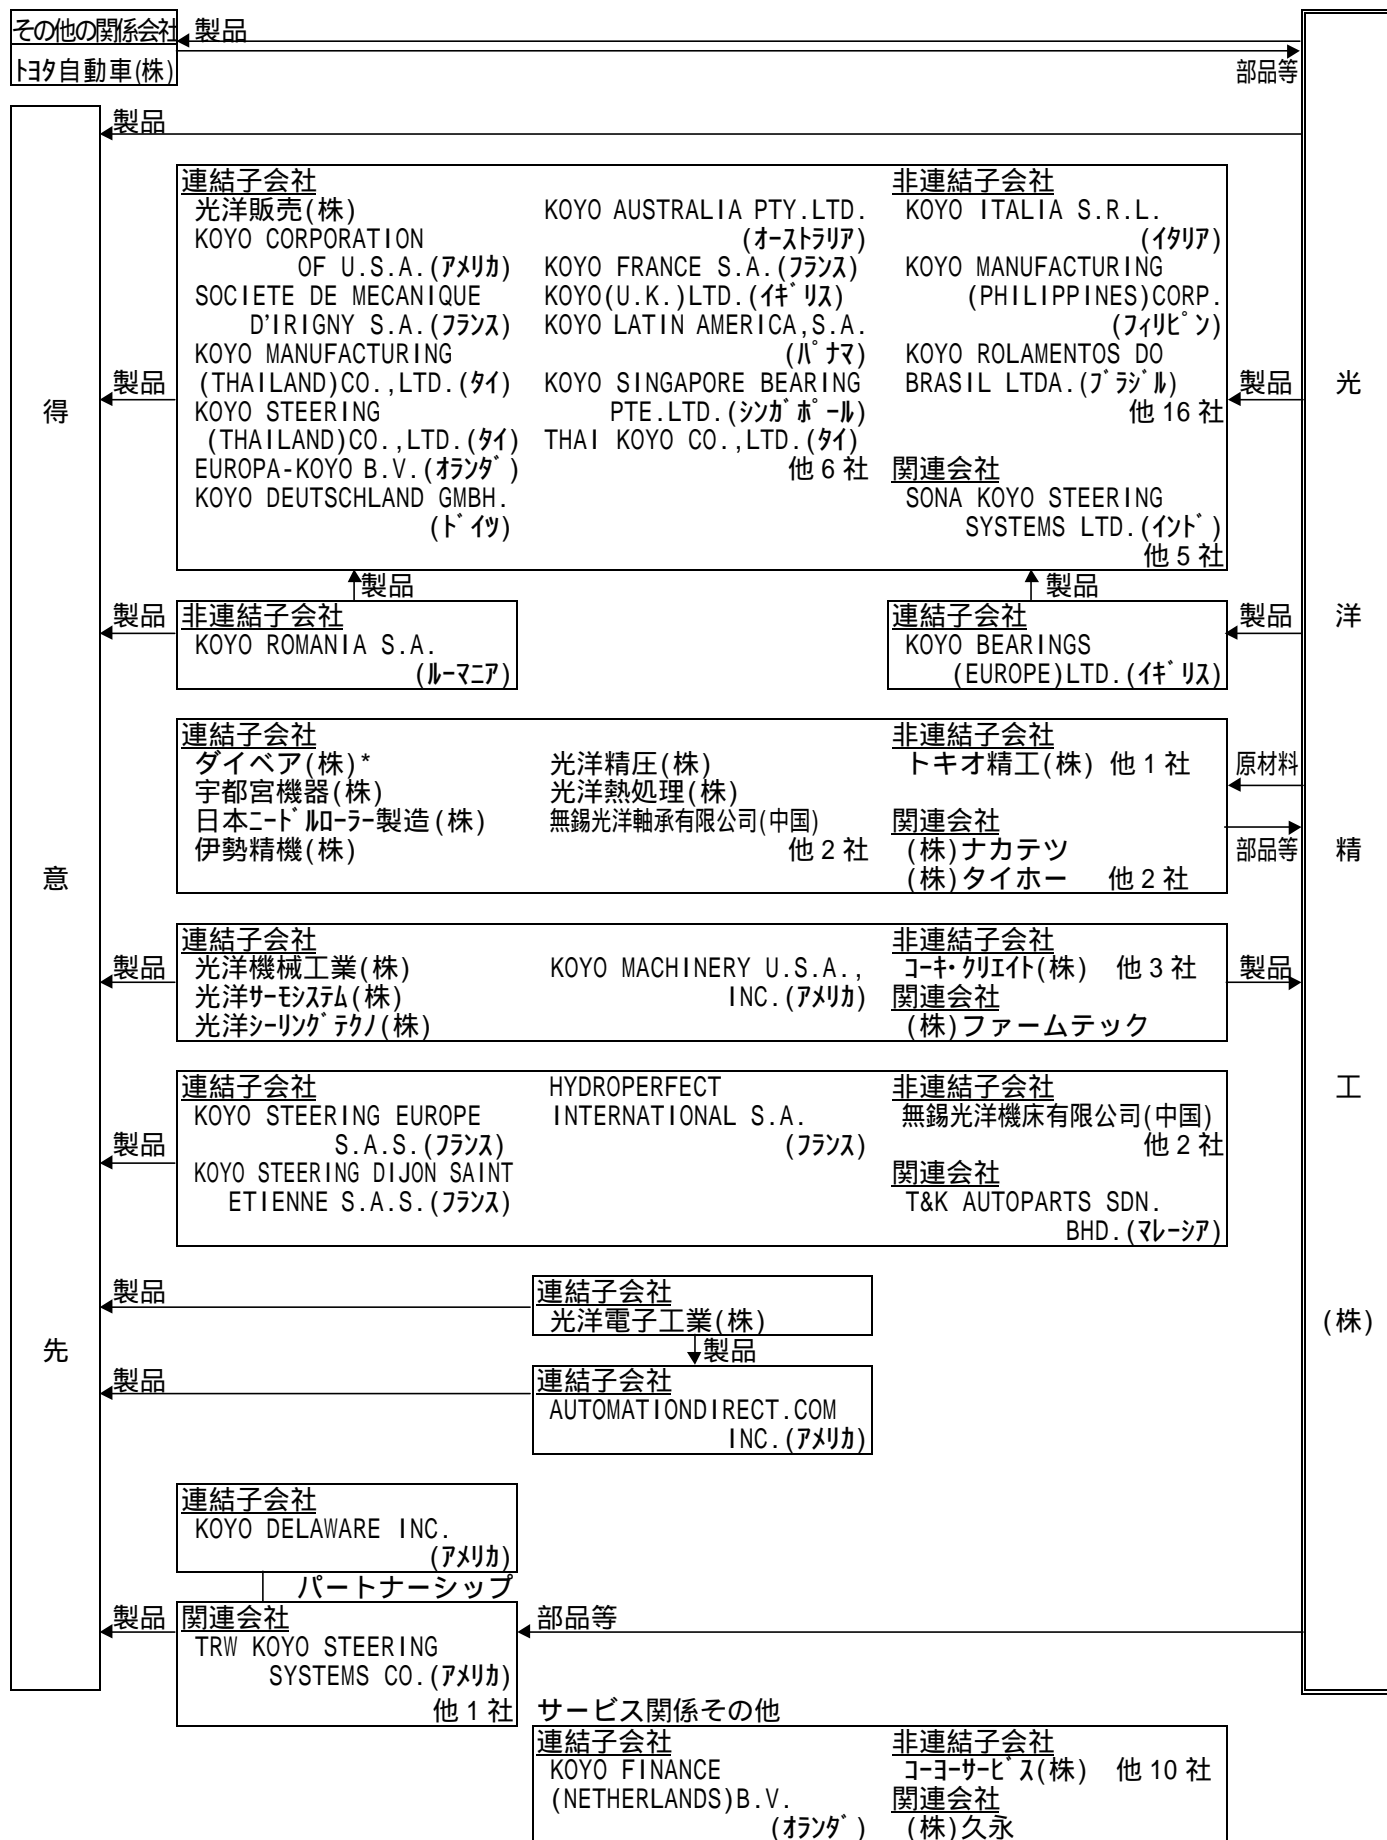 その他の関係会社
トヨタ自動車(株)
製品
部品等
製品
連結子会社
光洋販売(株)
KOYO CORPORATION
OF U.S.A.(アメリカ)
SOCIETE DE MECANIQUE
D'IRIGNY S.A.(フランス)
KOYO MANUFACTURING
(THAILAND)CO.,LTD.(タイ)
KOYO STEERING
(THAILAND)CO.,LTD.(タイ)
EUROPA-KOYO B.V.(オランダ)
KOYO DEUTSCHLAND GMBH.
(ドイツ)
KOYO AUSTRALIA PTY.LTD.
(オーストラリア)
KOYO FRANCE S.A.(フランス)
KOYO(U.K.)LTD.(イギリス)
KOYO LATIN AMERICA,S.A.
(パナマ)
KOYO SINGAPORE BEARING
PTE.LTD.(シンガポール)
THAI KOYO CO.,LTD.(タイ)
他6社
非連結子会社
KOYO ITALIA S.R.L.
(イタリア)
KOYO MANUFACTURING
(PHILIPPINES)CORP.
(フィリピン)
KOYO ROLAMENTOS DO
BRASIL LTDA.(ブラジル)
他16社
関連会社
SONA KOYO STEERING
SYSTEMS LTD.(インド)
他5社
製品
製品
製品
製品
製品
非連結子会社
KOYO ROMANIA S.A.
(ルーマニア)
連結子会社
KOYO BEARINGS
(EUROPE)LTD.(イギリス)
製品
連結子会社
ダイベア(株)*
宇都宮機器(株)
日本ニードルローラー製造(株)
伊勢精機(株)
光洋精圧(株)
光洋熱処理(株)
無錫光洋軸承有限公司(中国)
他2社
非連結子会社
トキオ精工(株) 他1社
関連会社
(株)ナカテツ
(株)タイホー 他2社
原材料
部品等
製品
連結子会社
光洋機械工業(株)
光洋サーモシステム(株)
光洋シーリングテクノ(株)
KOYO MACHINERY U.S.A.,
INC.(アメリカ)
非連結子会社
コーキ・クリエイト(株) 他3社
関連会社
(株)ファームテック
製品
製品
連結子会社
KOYO STEERING EUROPE
S.A.S.(フランス)
KOYO STEERING DIJON SAINT
ETIENNE S.A.S.(フランス)
HYDROPERFECT
INTERNATIONAL S.A.
(フランス)
非連結子会社
無錫光洋機床有限公司(中国)
他2社
関連会社
T&K AUTOPARTS SDN.
BHD.(マレーシア)
製品
連結子会社
光洋電子工業(株)
製品
製品
連結子会社
AUTOMATIONDIRECT.COM
INC.(アメリカ)
連結子会社
KOYO DELAWARE INC.
(アメリカ)
パートナーシップ
製品
関連会社
TRW KOYO STEERING
SYSTEMS CO.(アメリカ)
他1社
部品等
サービス関係その他
連結子会社
KOYO FINANCE
(NETHERLANDS)B.V.
(オランダ)
非連結子会社
コーヨーサービス(株) 他10社
関連会社
(株)久永
得
意
先
光
洋
精
工
(株)